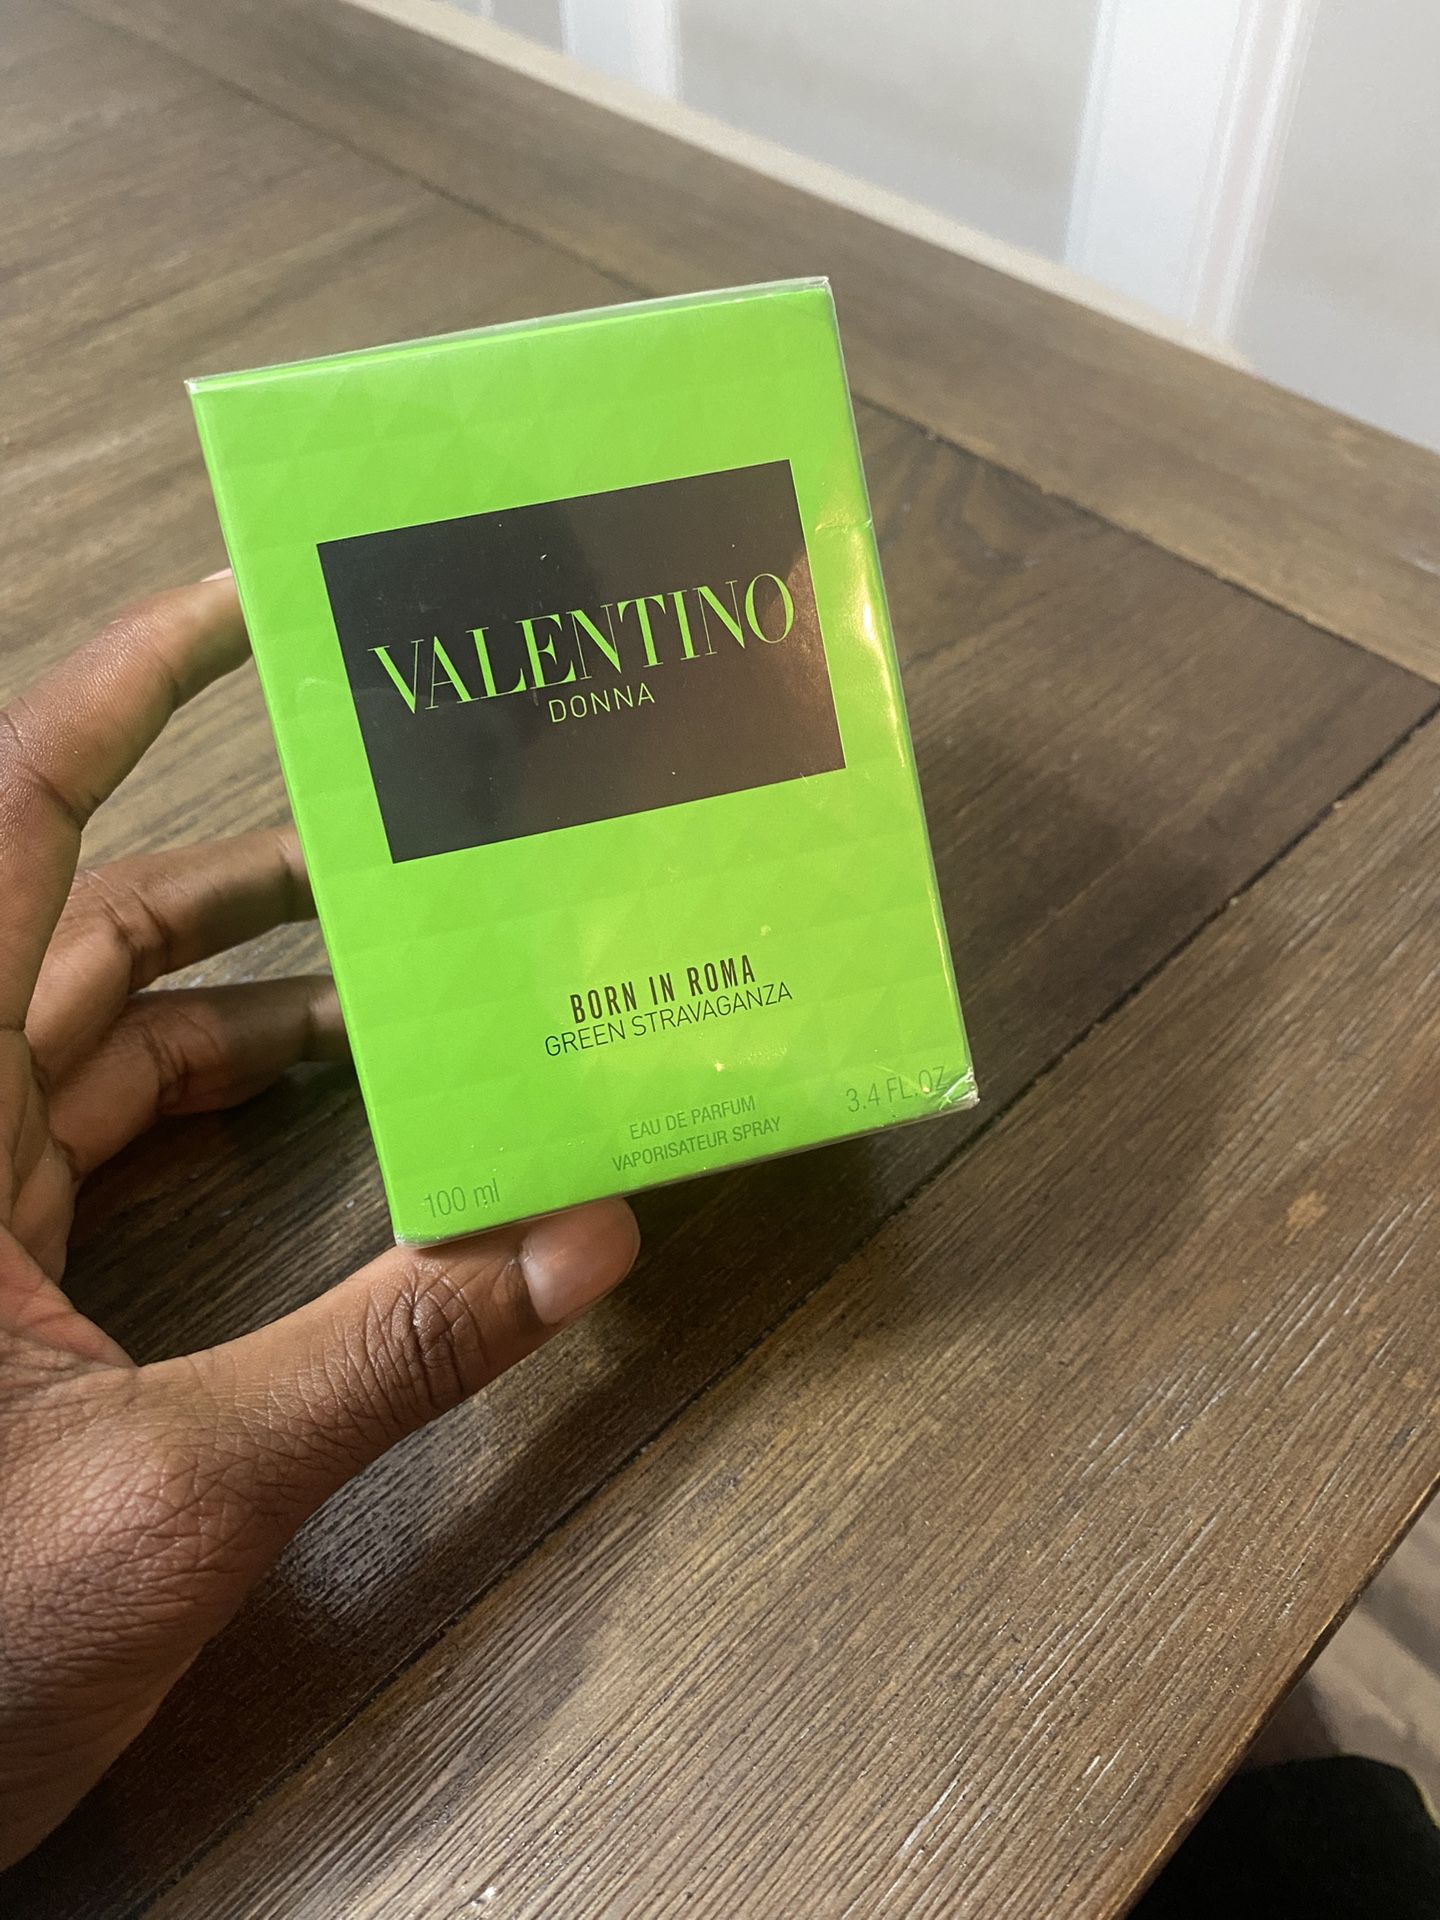 VALENTINO
DONNA
BORN IN ROMA
GREEN STRAVAGANZA
EAU DE PARFUM
VAPORISATEUR SPRAY
100 ml
3.4 FL.OZ